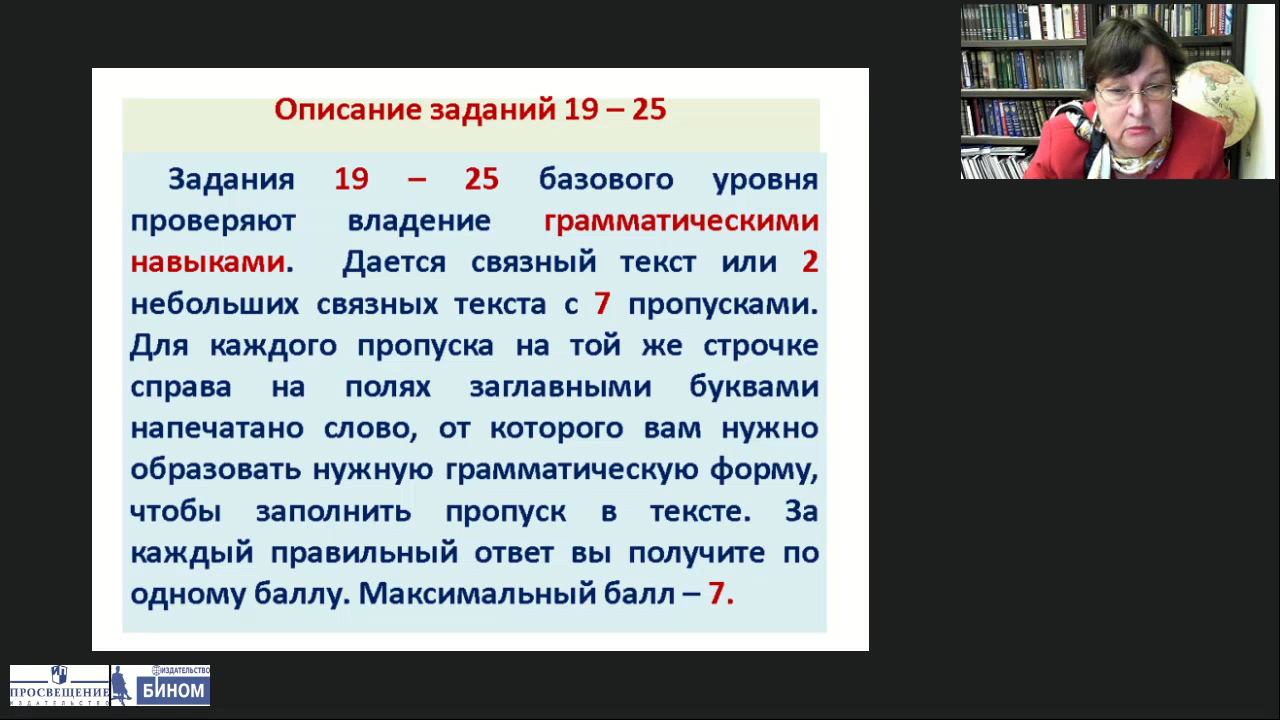 Описание заданий 19 – 25
Задания 19 – 25 базового уровня
проверяют владение грамматическими
навыками. Дается связный текст или 2
небольших связных текста с 7 пропусками.
Для каждого пропуска на той же строчке
справа на полях заглавными буквами
напечатано слово, от которого вам нужно
образовать нужную грамматическую форму,
чтобы заполнить пропуск в тексте. За
каждый правильный ответ вы получите по
одному баллу. Максимальный балл – 7.
ПРОСВЕЩЕНИЕ
ИЗДАТЕЛЬСТВО
ИЗДАТЕЛЬСТВО
БИНОМ